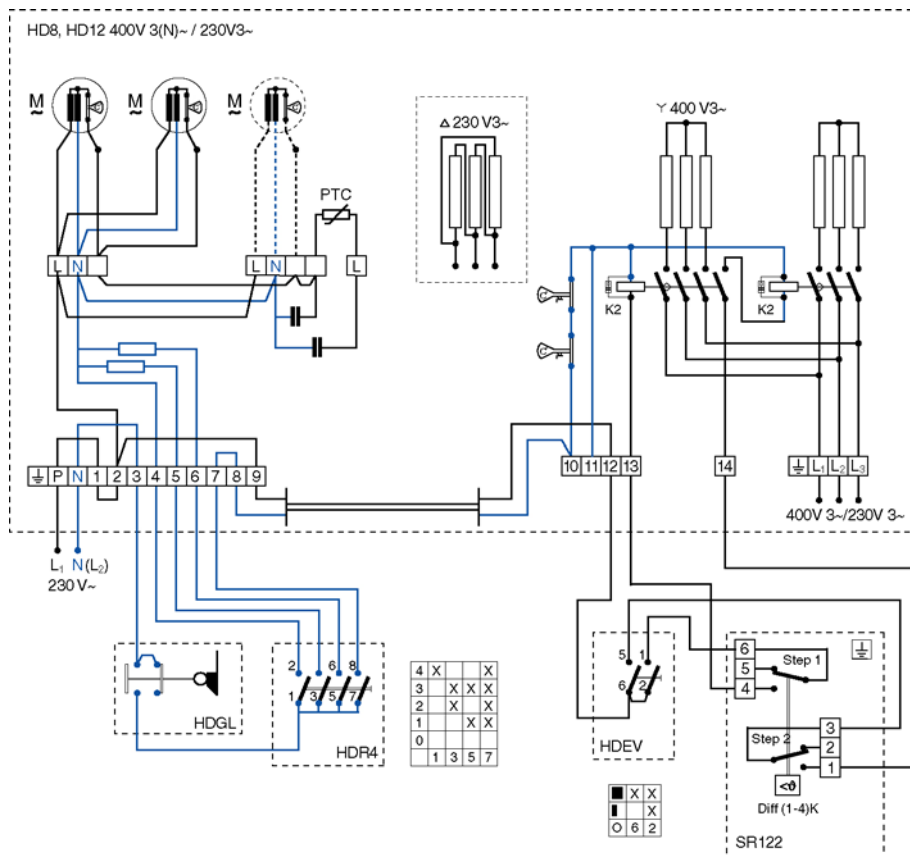 HD8, HD12 400V 3(N)~ / 230V3~
M ~ M ~ M ~
Δ 230 V3~
Y 400 V3~
PTC
L N L N L
K2 K2
⏚ P N 1 2 3 4 5 6 7 8 9
10 11 12 13 14 ⏚ L1 L2 L3
400V 3~/230V 3~
L1 N (L2)
230 V~
2 6 8
1 3 5 7
HDGL
HDR4
4 X X
3 X X X
2 X X
1 X X
0
1 3 5 7
5 1
6 2
HDEV
X X
X
O 6 2
6
5
4
Step 1
Step 2
3
2
1
<ϑ
Diff (1-4)K
SR122